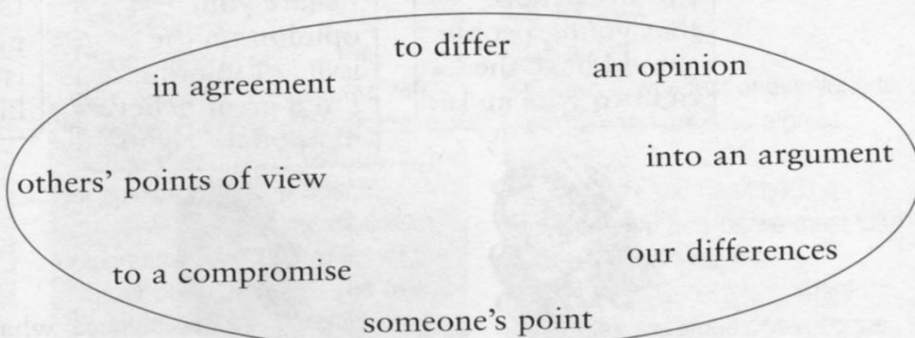 to differ
in agreement
an opinion
into an argument
others' points of view
our differences
to a compromise
someone's point